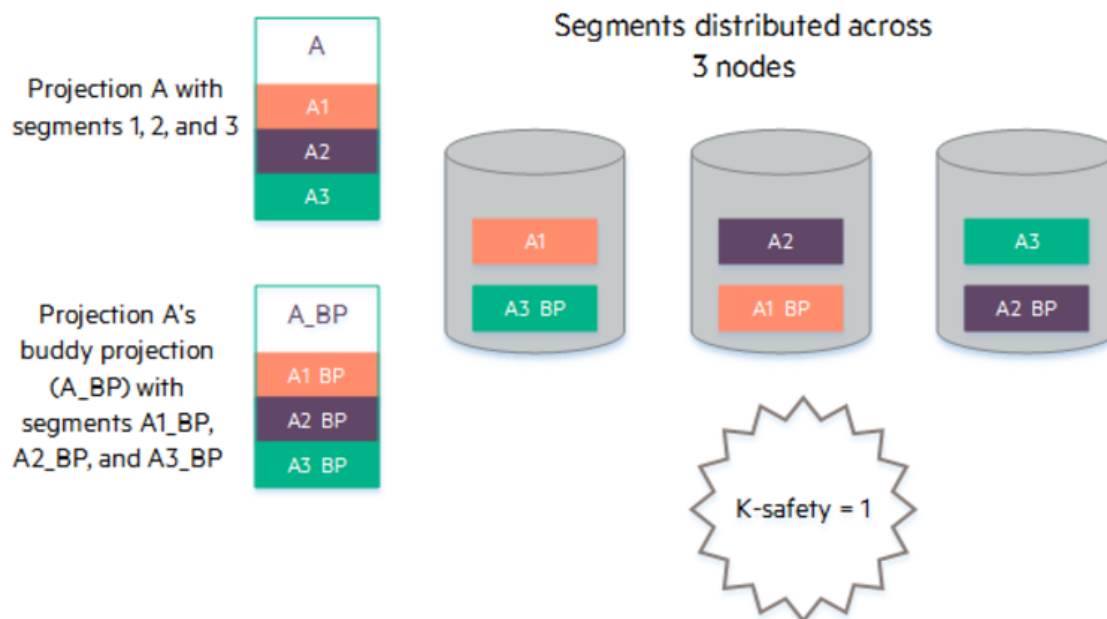 Projection A with
segments 1, 2, and 3
A
A1
A2
A3
Projection A's
buddy projection
(A_BP) with
segments A1_BP,
A2_BP, and A3_BP
A_BP
A1 BP
A2 BP
A3 BP
Segments distributed across
3 nodes
A1
A3 BP
A2
A1 BP
A3
A2 BP
K-safety = 1